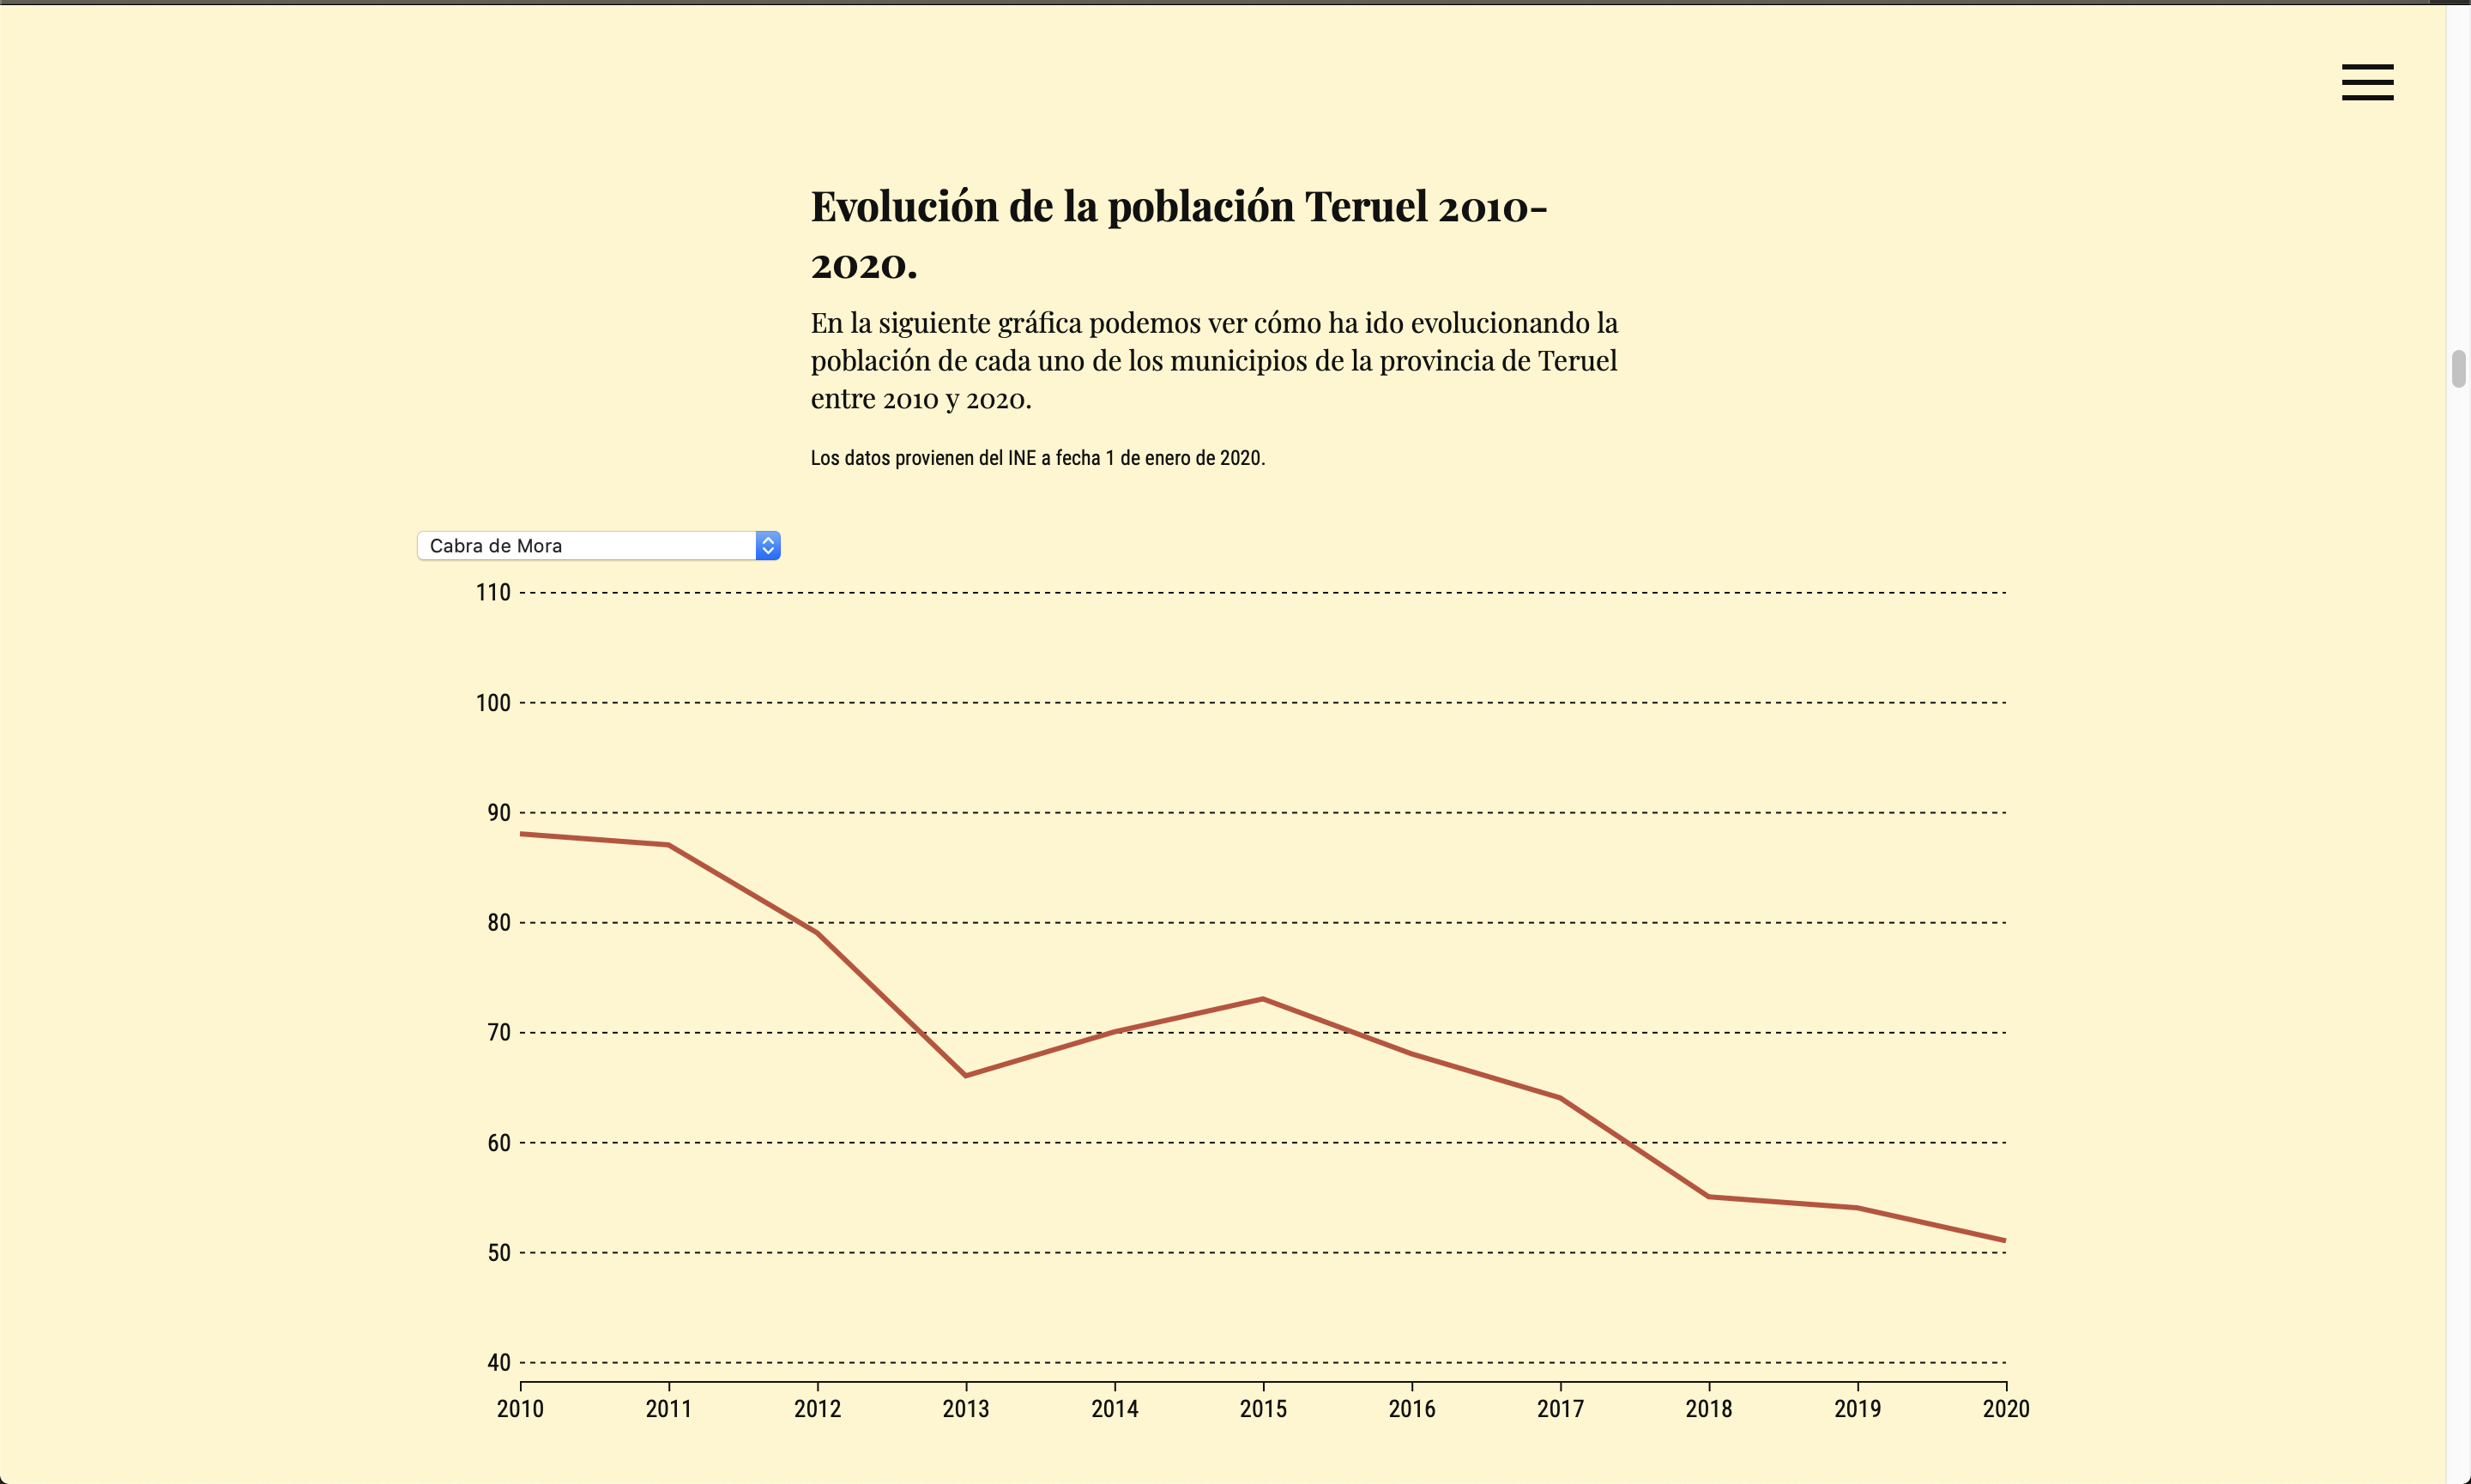 Evolución de la población Teruel 2010-
2020.
En la siguiente gráfica podemos ver cómo ha ido evolucionando la
población de cada uno de los municipios de la provincia de Teruel
entre 2010 y 2020.
Los datos provienen del INE a fecha 1 de enero de 2020.
Cabra de Mora
110
100
90
80
70
60
50
40
2010 2011 2012 2013 2014 2015 2016 2017 2018 2019 2020